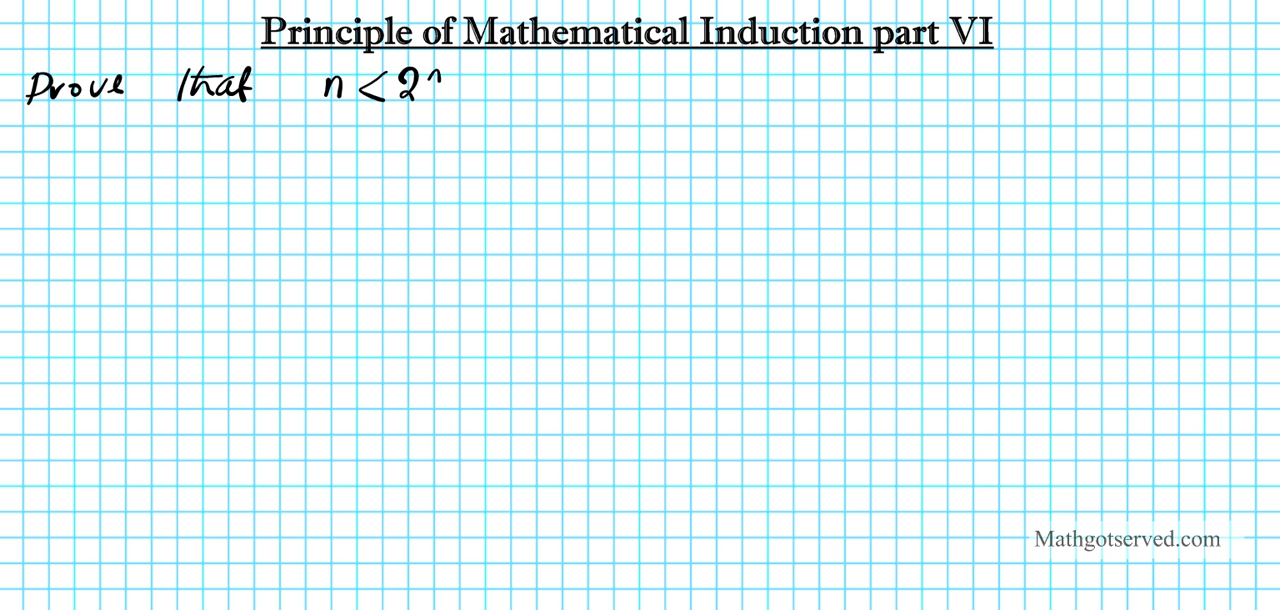 Principle of Mathematical Induction part VI
Prove that n < 2ⁿ
Mathgotserved.com